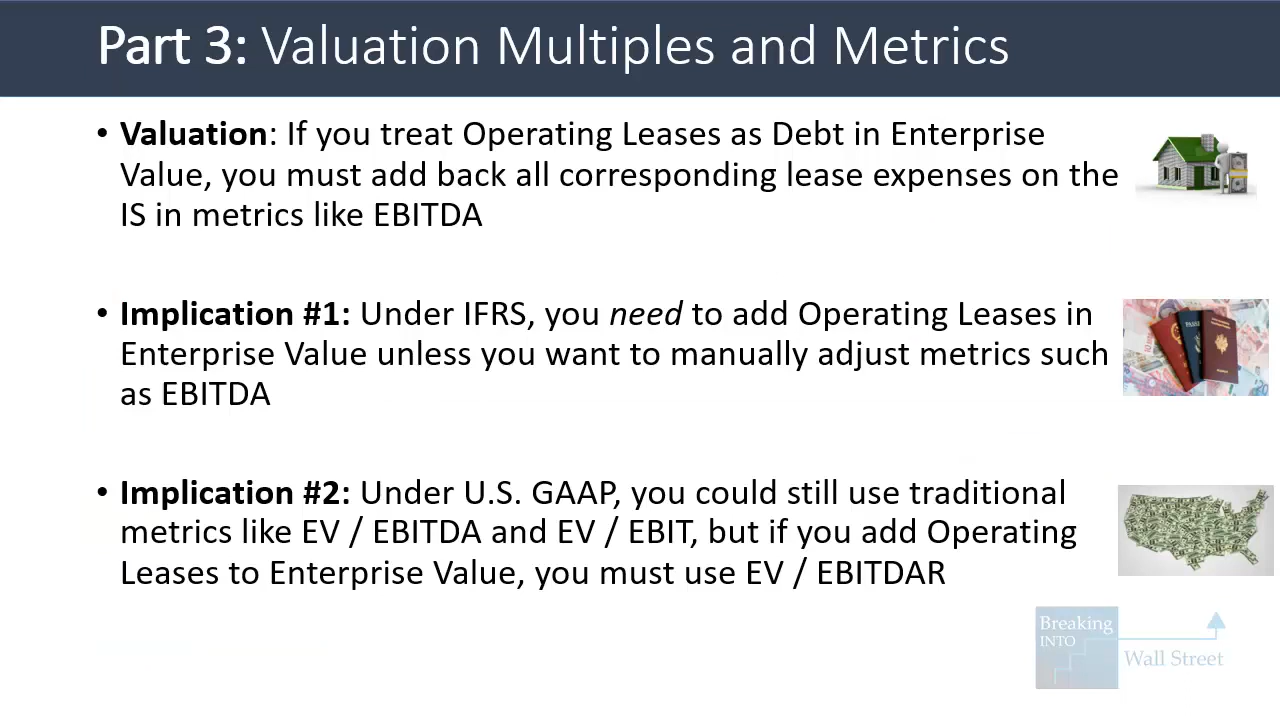 Part 3: Valuation Multiples and Metrics
• Valuation: If you treat Operating Leases as Debt in Enterprise
Value, you must add back all corresponding lease expenses on the
IS in metrics like EBITDA
• Implication #1: Under IFRS, you need to add Operating Leases in
Enterprise Value unless you want to manually adjust metrics such
as EBITDA
• Implication #2: Under U.S. GAAP, you could still use traditional
metrics like EV / EBITDA and EV / EBIT, but if you add Operating
Leases to Enterprise Value, you must use EV / EBITDAR
Breaking
INTO
Wall Street